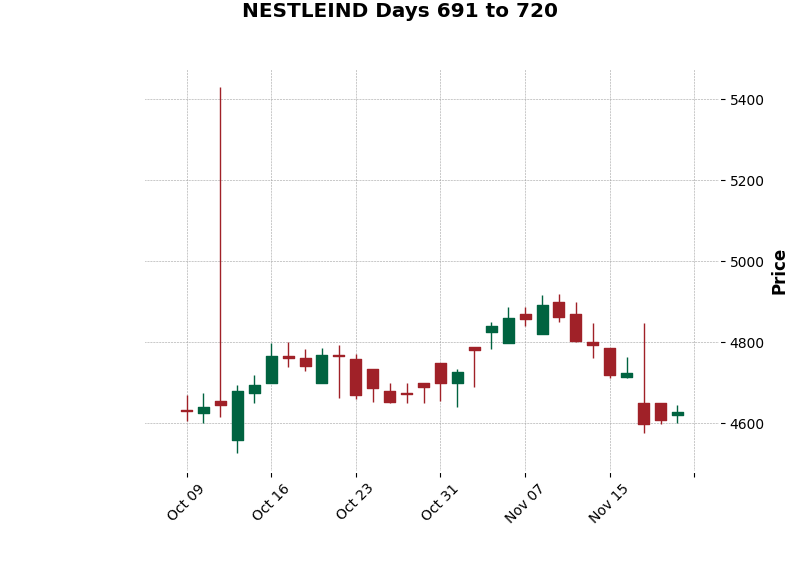 NESTLEIND Days 691 to 720
5400
5200
5000
4800
4600
Price
Oct 09
Oct 16
Oct 23
Oct 31
Nov 07
Nov 15